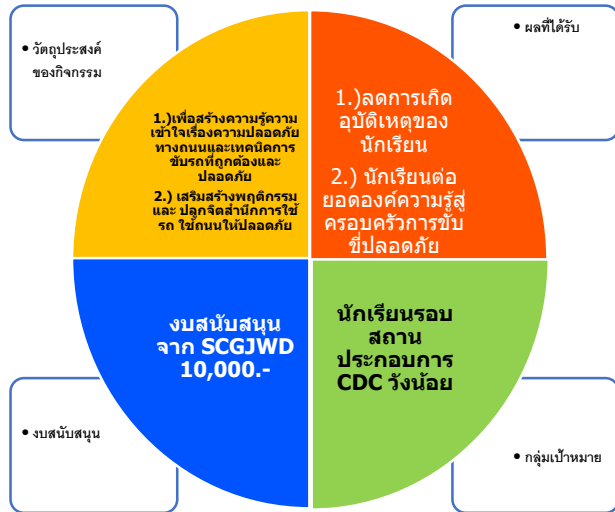 • วัตถุประสงค์
ของกิจกรรม
• ผลที่ได้รับ
1.)เพื่อสร้างความรู้ความ
เข้าใจเรื่องความปลอดภัย
ทางถนนและเทคนิคการ
ขับรถที่ถูกต้องและ
ปลอดภัย
2.) เสริมสร้างพฤติกรรม
และ ปลูกจิตสำนึกการใช้
รถ ใช้ถนนให้ปลอดภัย
1.)ลดการเกิด
อุบัติเหตุของ
นักเรียน
2.) นักเรียนต่อ
ยอดองค์ความรู้สู่
ครอบครัวการขับ
ขี่ปลอดภัย
งบสนับสนุน
จาก SCGJWD
10,000.-
นักเรียนรอบ
สถาน
ประกอบการ
CDC วังน้อย
• งบสนับสนุน
• กลุ่มเป้าหมาย